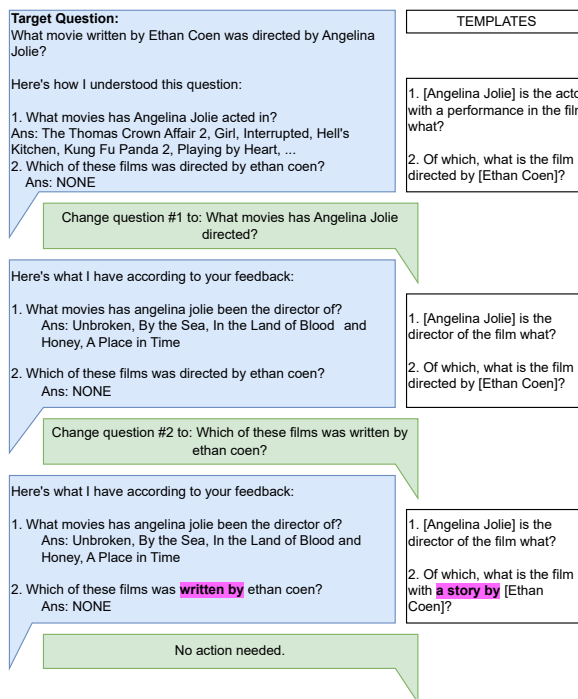 Target Question:
What movie written by Ethan Coen was directed by Angelina
Jolie?
Here's how I understood this question:
1. What movies has Angelina Jolie acted in?
Ans: The Thomas Crown Affair 2, Girl, Interrupted, Hell's
Kitchen, Kung Fu Panda 2, Playing by Heart, ...
2. Which of these films was directed by ethan coen?
Ans: NONE
TEMPLATES
1. [Angelina Jolie] is the acto
with a performance in the film
what?
2. Of which, what is the film
directed by [Ethan Coen]?
Change question #1 to: What movies has Angelina Jolie
directed?
Here's what I have according to your feedback:
1. What movies has angelina jolie been the director of?
Ans: Unbroken, By the Sea, In the Land of Blood and
Honey, A Place in Time
2. Which of these films was directed by ethan coen?
Ans: NONE
1. [Angelina Jolie] is the
director of the film what?
2. Of which, what is the film
directed by [Ethan Coen]?
Change question #2 to: Which of these films was written by
ethan coen?
Here's what I have according to your feedback:
1. What movies has angelina jolie been the director of?
Ans: Unbroken, By the Sea, In the Land of Blood and
Honey, A Place in Time
2. Which of these films was written by ethan coen?
Ans: NONE
1. [Angelina Jolie] is the
director of the film what?
2. Of which, what is the film
with a story by [Ethan
Coen]?
No action needed.